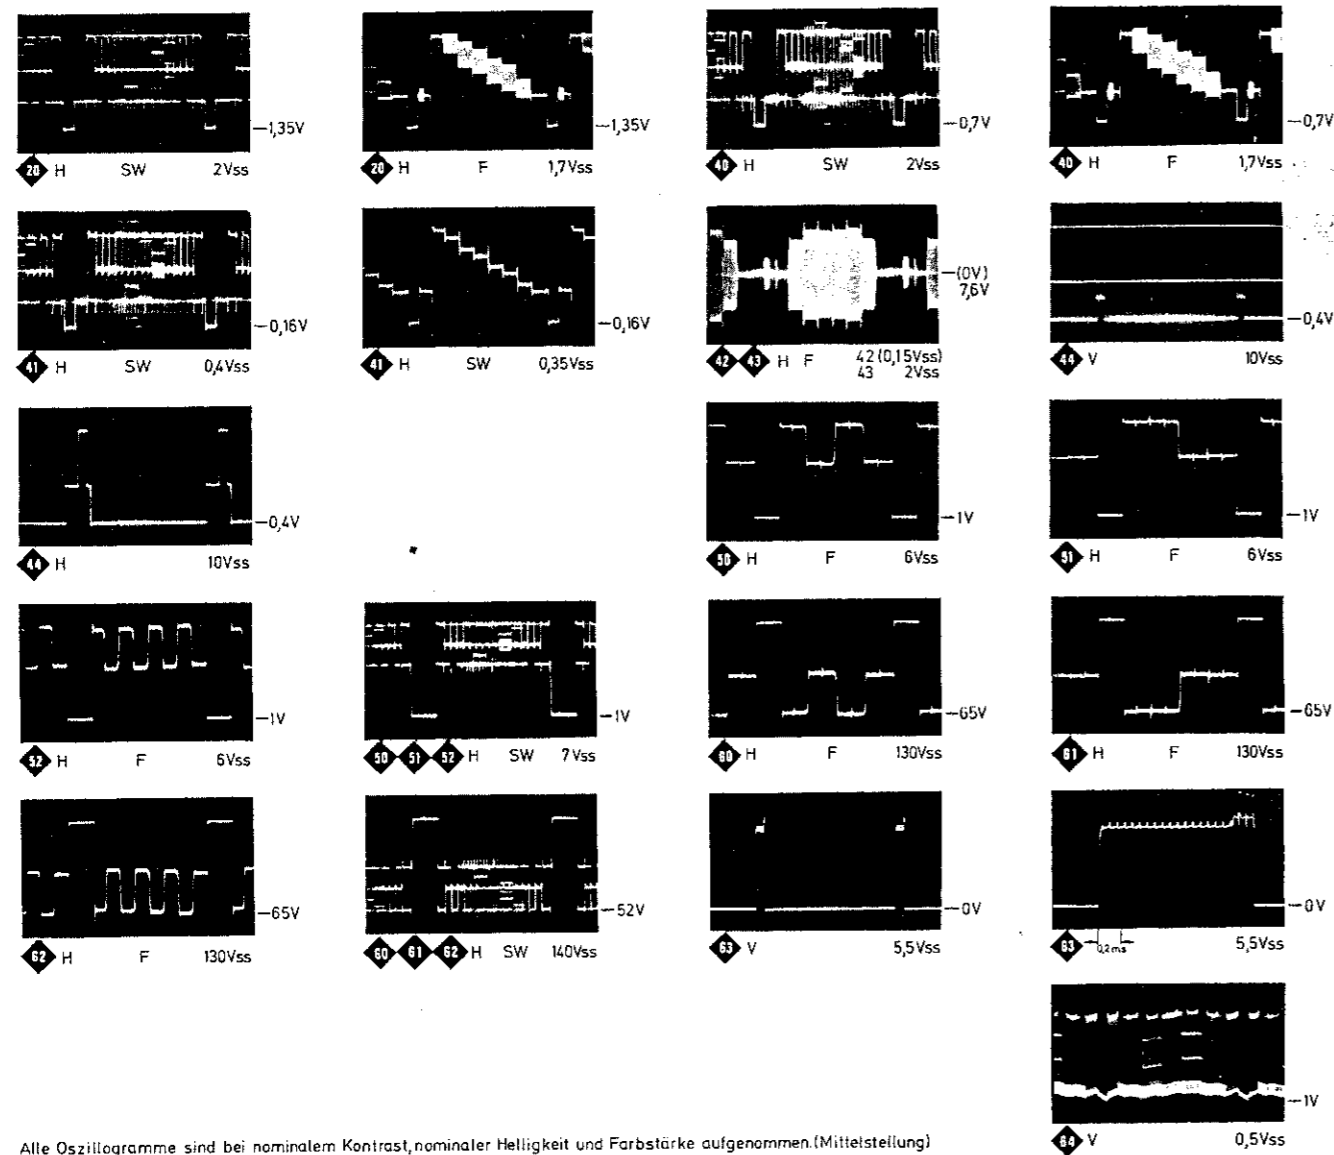 -1,35V
-1,35V
-0,7V
-0,7V
20 H SW 2Vss
20 H F 1,7Vss
40 H SW 2Vss
40 H F 1,7Vss
-0,16V
-0,16V
-(0V)
7,6V
-0,4V
41 H SW 0,4Vss
41 H SW 0,35Vss
42 43 H F 42 (0,15Vss)
43 2Vss
44 V 10Vss
-0,4V
-1V
-1V
44 H 10Vss
50 H F 6Vss
51 H F 6Vss
-1V
-1V
-65V
-65V
52 H F 6Vss
50 51 52 H SW 7Vss
60 H F 130Vss
61 H F 130Vss
-65V
-52V
-0V
-0V
62 H F 130Vss
60 61 62 H SW 140Vss
63 V 5,5Vss
63 0,2ms 5,5Vss
-1V
64 V 0,5Vss
Alle Oszillogramme sind bei nominalem Kontrast, nominaler Helligkeit und Farbstärke aufgenommen.(Mittelstellung)